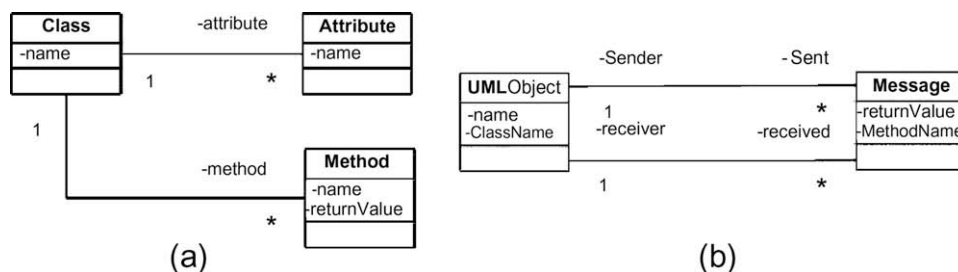 Class
-name
1
-attribute
*
Attribute
-name
1
-method
*
Method
-name
-returnValue
(a)
UMLObject
-name
-ClassName
-Sender
1
-receiver
1
- Sent
*
-received
*
Message
-returnValue
-MethodName
(b)